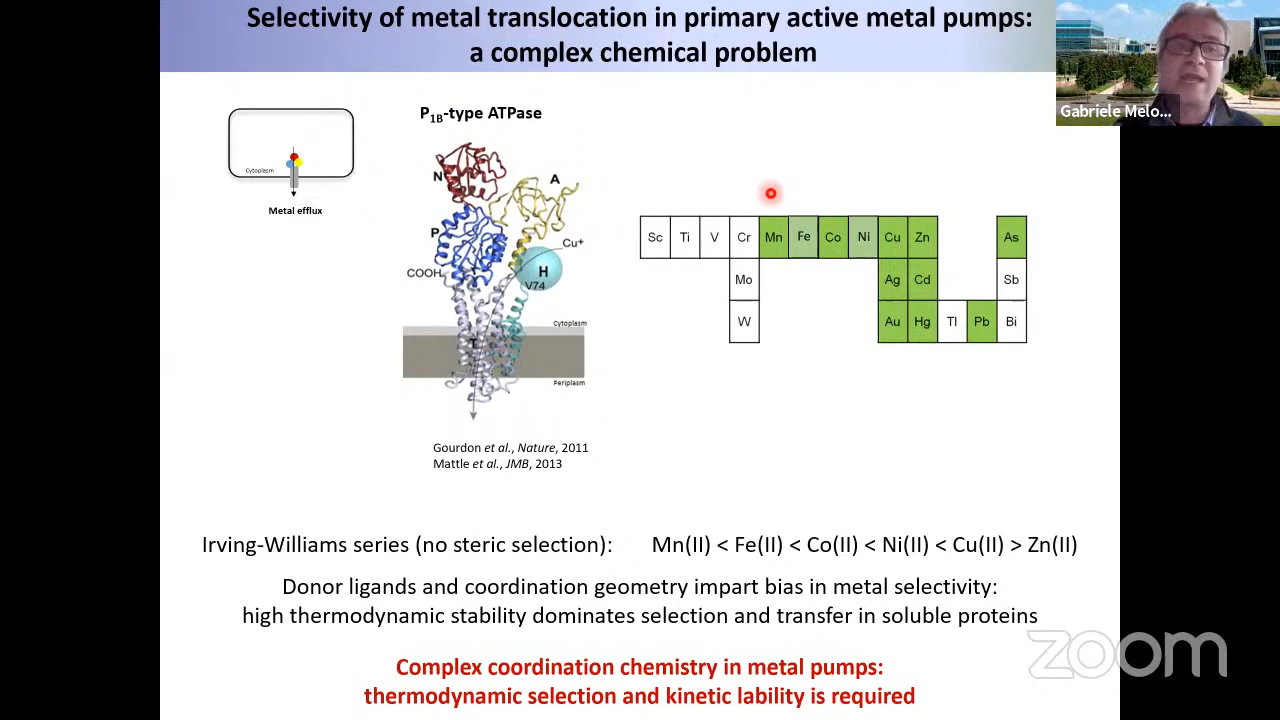 Selectivity of metal translocation in primary active metal pumps:
a complex chemical problem
Gabriele Melo...
P1B-type ATPase
Cytoplasm
Metal efflux
N
A
P
Cu+
COOH
H
V74
Cytoplasm
T
Periplasm
Gourdon et al., Nature, 2011
Mattle et al., JMB, 2013
Sc Ti V Cr Mn Fe Co Ni Cu Zn As
Mo Ag Cd Sb
W Au Hg Tl Pb Bi
Irving-Williams series (no steric selection): Mn(II) < Fe(II) < Co(II) < Ni(II) < Cu(II) > Zn(II)
Donor ligands and coordination geometry impart bias in metal selectivity:
high thermodynamic stability dominates selection and transfer in soluble proteins
Complex coordination chemistry in metal pumps:
thermodynamic selection and kinetic lability is required
zoom